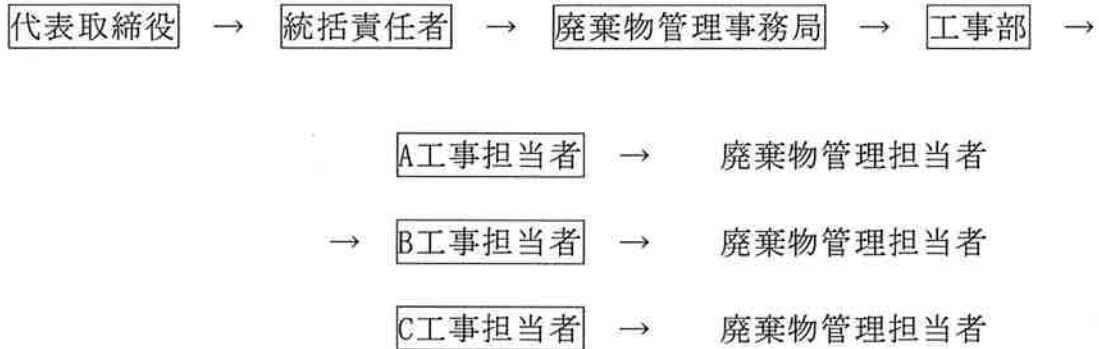 代表取締役 → 統括責任者 → 廃棄物管理事務局 → 工事部 →
A工事担当者 → 廃棄物管理担当者
→ B工事担当者 → 廃棄物管理担当者
C工事担当者 → 廃棄物管理担当者